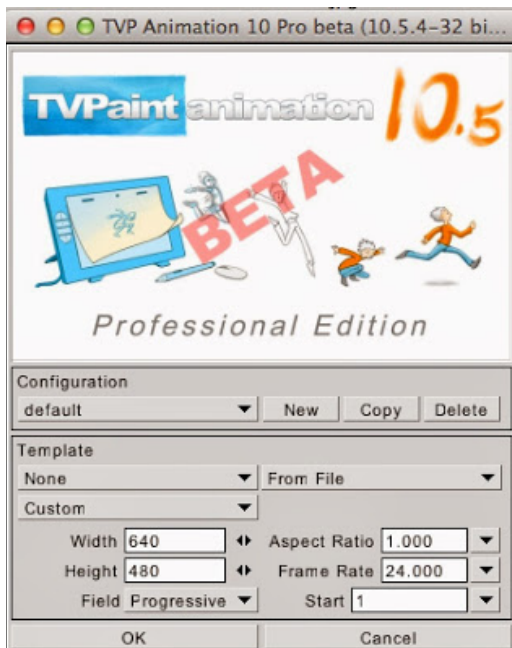 TVP Animation 10 Pro beta (10.5.4-32 bi...
TVPaint animation 10.5
BETA
Professional Edition
Configuration
default New Copy Delete
Template
None From File
Custom
Width 640 Aspect Ratio 1.000
Height 480 Frame Rate 24.000
Field Progressive Start 1
OK Cancel